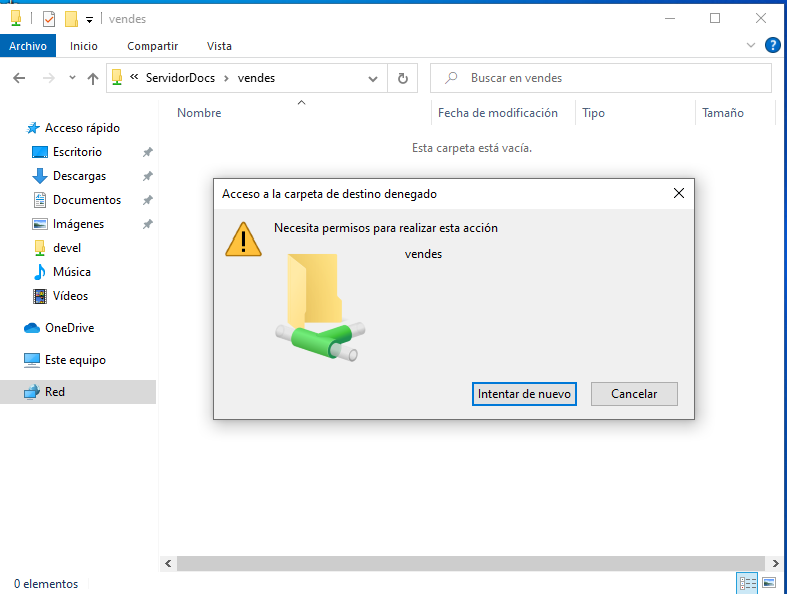 vendes
Archivo Inicio Compartir Vista
?
« ServidorDocs › vendes Buscar en vendes
Nombre Fecha de modificación Tipo Tamaño
Esta carpeta está vacía.
Acceso rápido
Escritorio
Descargas
Documentos
Imágenes
devel
Música
Vídeos
OneDrive
Este equipo
Red
Acceso a la carpeta de destino denegado
Necesita permisos para realizar esta acción
vendes
Intentar de nuevo Cancelar
0 elementos